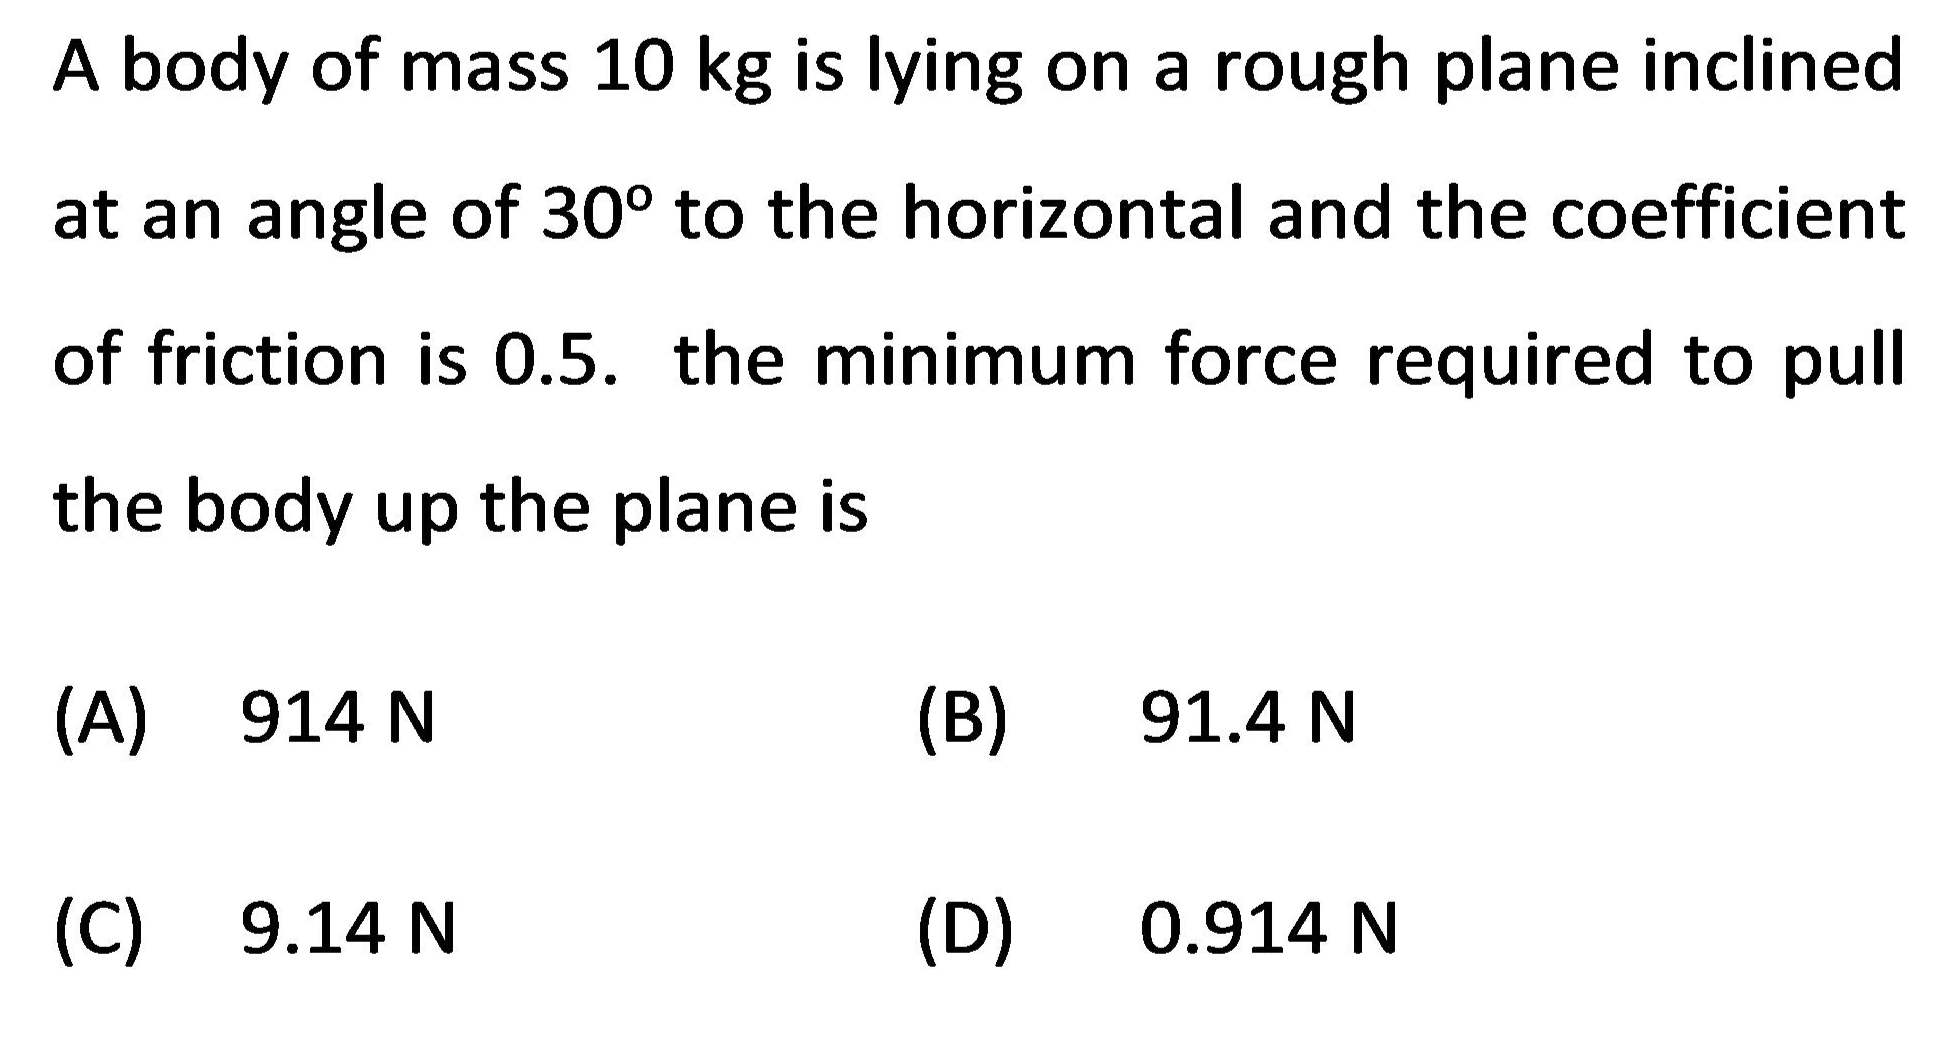 A body of mass 10 kg is lying on a rough plane inclined
at an angle of 30º to the horizontal and the coefficient
of friction is 0.5. the minimum force required to pull
the body up the plane is
(A) 914 N (B) 91.4 N
(C) 9.14 N (D) 0.914 N